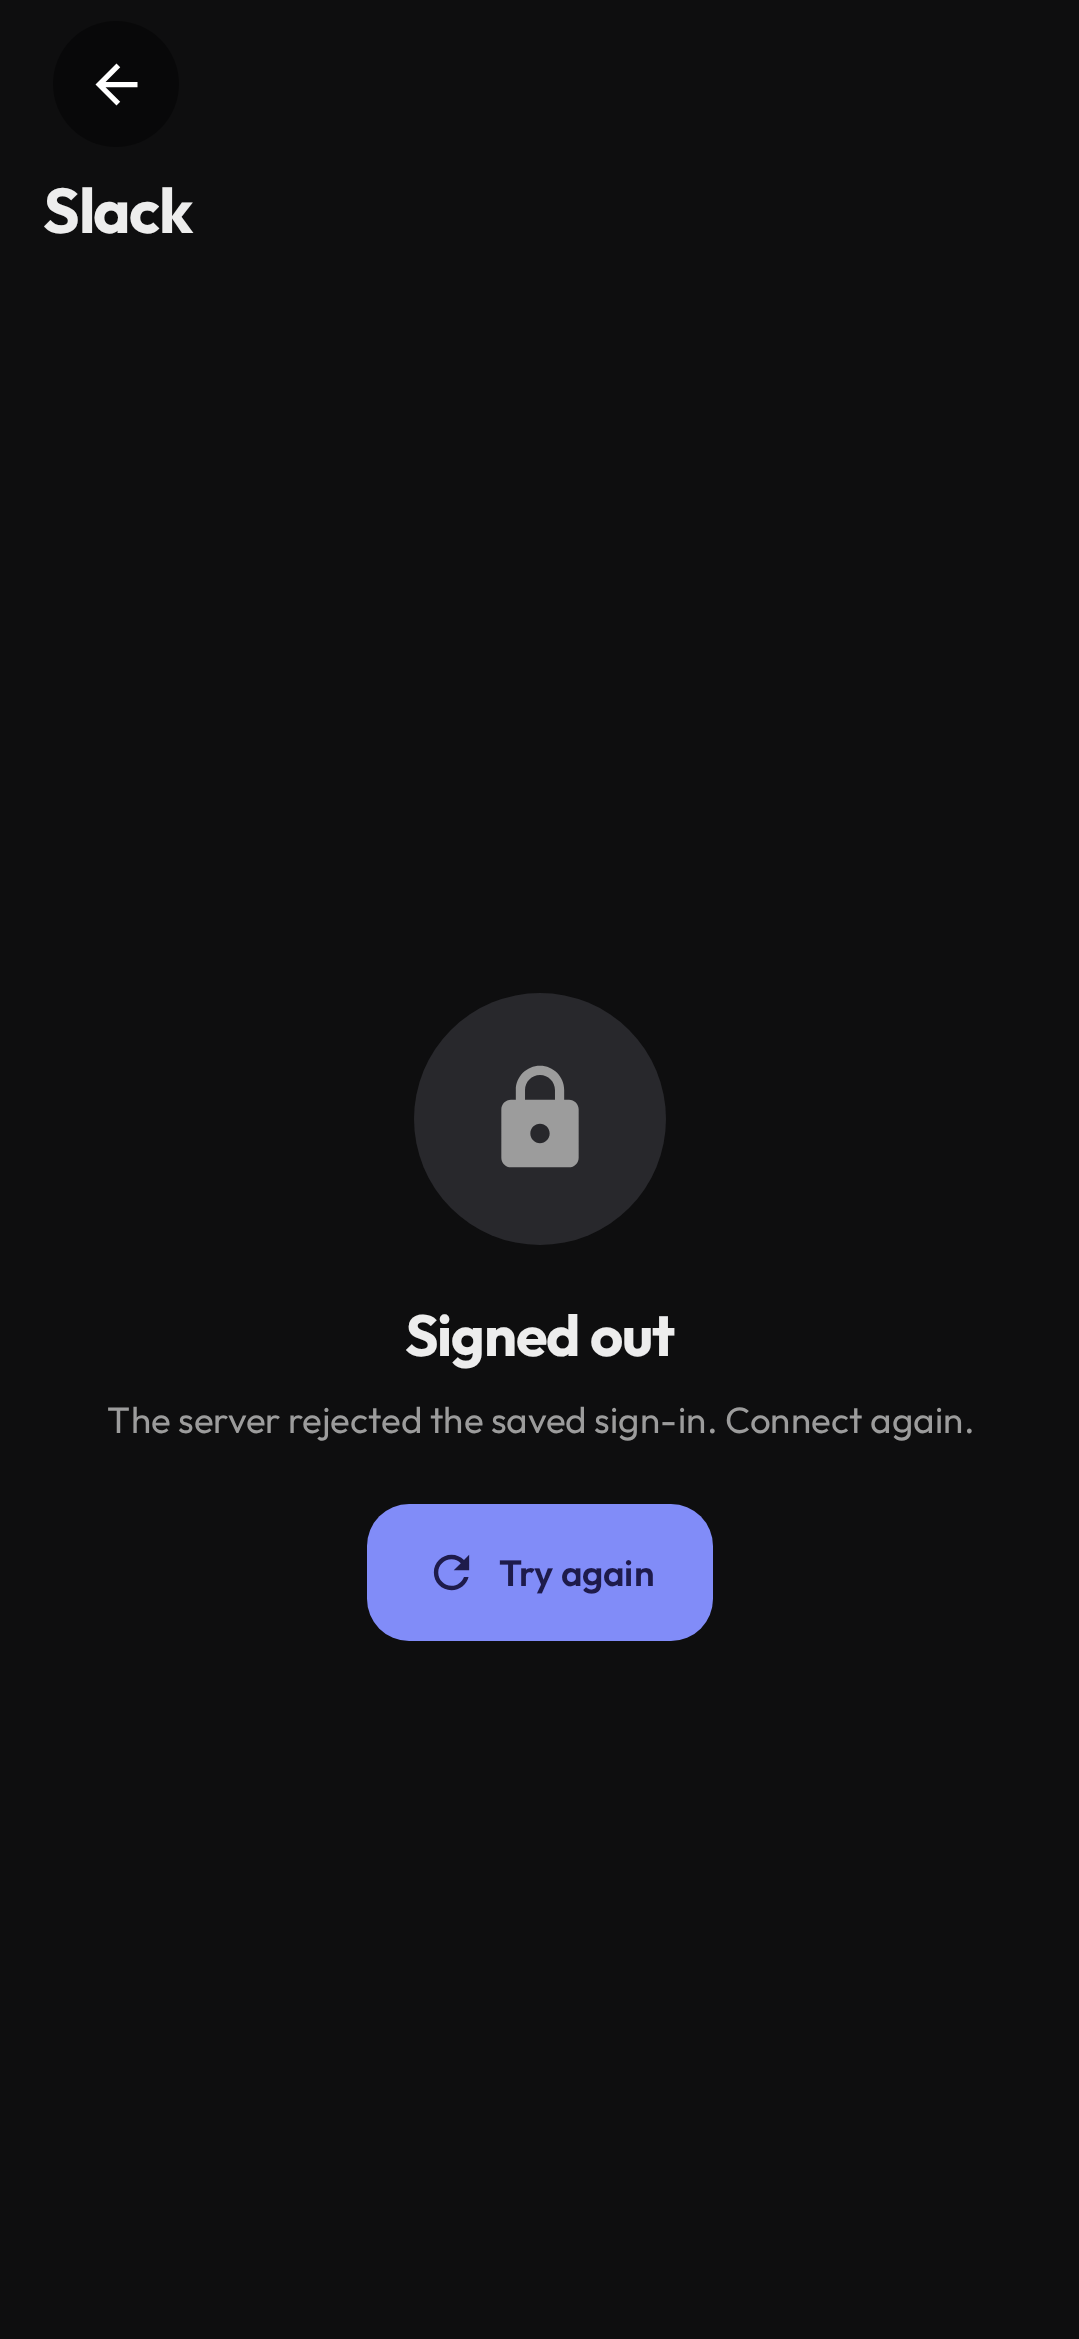 Slack
Signed out
The server rejected the saved sign-in. Connect again.
Try again